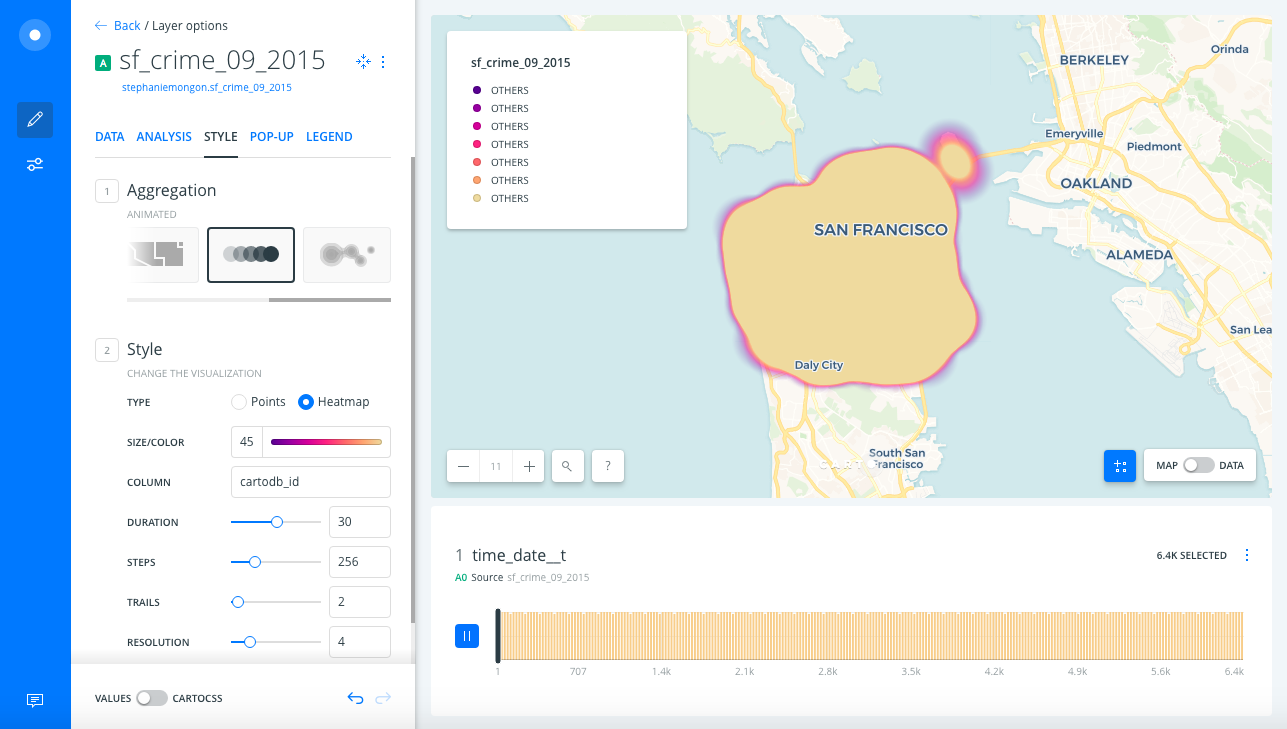 Back / Layer options
A sf_crime_09_2015
stephaniemongon.sf_crime_09_2015
DATA ANALYSIS STYLE POP-UP LEGEND
1 Aggregation
ANIMATED
2 Style
CHANGE THE VISUALIZATION
TYPE Points Heatmap
SIZE/COLOR 45
COLUMN cartodb_id
DURATION 30
STEPS 256
TRAILS 2
RESOLUTION 4
VALUES CARTOCSS
sf_crime_09_2015
OTHERS
OTHERS
OTHERS
OTHERS
OTHERS
OTHERS
OTHERS
Orinda
BERKELEY
Emeryville
Piedmont
OAKLAND
SAN FRANCISCO
ALAMEDA
San Lea
Daly City
South San
Francisco
CART
11
?
MAP DATA
1 time_date__t
6.4K SELECTED
A0 Source sf_crime_09_2015
1 707 1.4k 2.1k 2.8k 3.5k 4.2k 4.9k 5.6k 6.4k